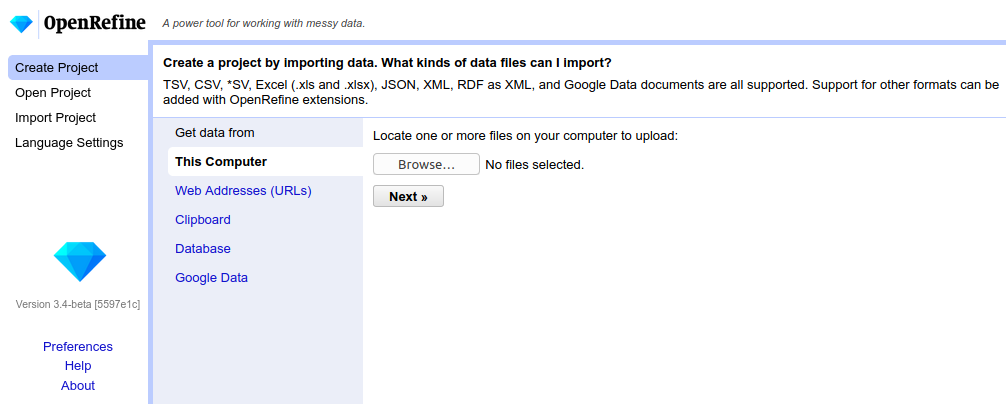 OpenRefine
A power tool for working with messy data.
Create Project
Open Project
Import Project
Language Settings
Version 3.4-beta [5597e1c]
Preferences
Help
About
Create a project by importing data. What kinds of data files can I import?
TSV, CSV, *SV, Excel (.xls and .xlsx), JSON, XML, RDF as XML, and Google Data documents are all supported. Support for other formats can be
added with OpenRefine extensions.
Get data from
This Computer
Web Addresses (URLs)
Clipboard
Database
Google Data
Locate one or more files on your computer to upload:
Browse... No files selected.
Next »